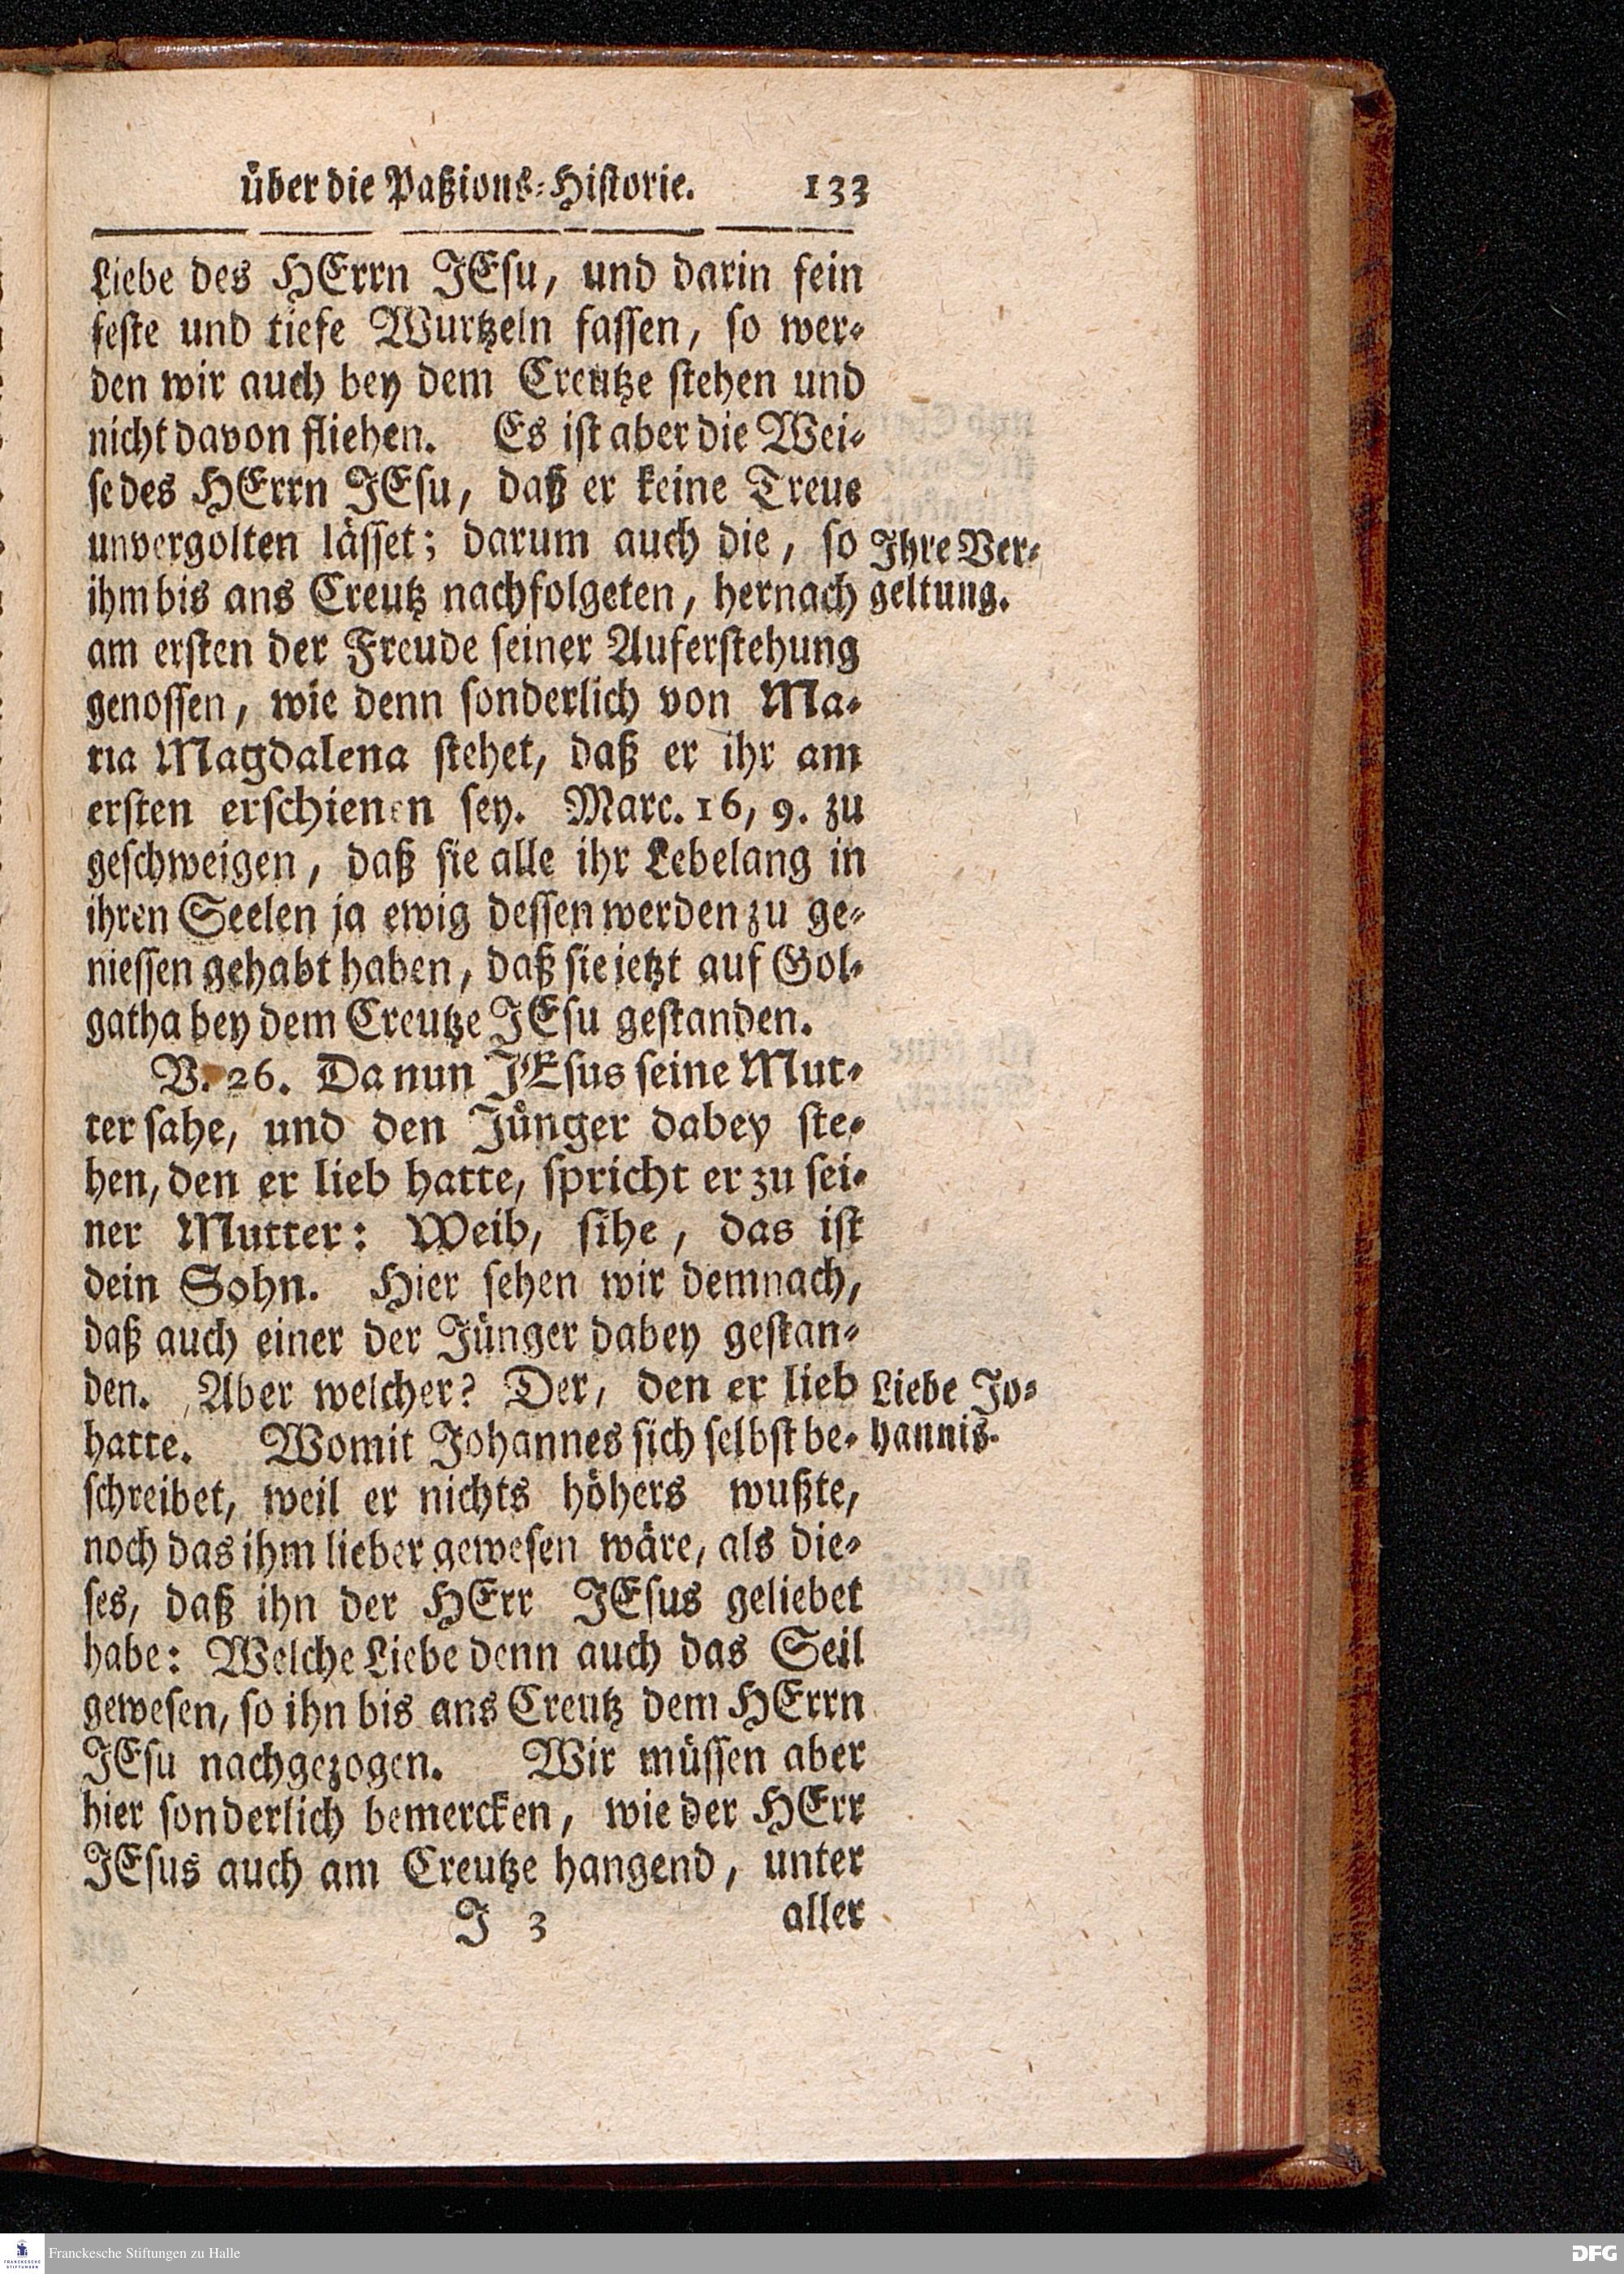 über die Paßions-Historie. 133
Liebe des HErrn JEsu, und darin fein
feste und tiefe Wurtzeln fassen, so wer-
den wir auch bey dem Creutze stehen und
nicht davon fliehen. Es ist aber die Wei-
se des HErrn JEsu, daß er keine Treue
unvergolten lässet; darum auch die, so
ihm bis ans Creutz nachfolgeten, hernach
am ersten der Freude seiner Auferstehung
genossen, wie denn sonderlich von Ma-
ria Magdalena stehet, daß er ihr am
ersten erschienen sey. Marc. 16, 9. zu
geschweigen, daß sie alle ihr Lebelang in
ihren Seelen ja ewig dessen werden zu ge-
niessen gehabt haben, daß sie jetzt auf Gol-
gatha bey dem Creutze JEsu gestanden.
Ihre Ver-
geltung.
V. 26. Da nun JEsus seine Mut-
ter sahe, und den Jünger dabey ste-
hen, den er lieb hatte, spricht er zu sei-
ner Mutter: Weib, sihe, das ist
dein Sohn. Hier sehen wir demnach,
daß auch einer der Jünger dabey gestan-
den. Aber welcher? Der, den er lieb
hatte. Womit Johannes sich selbst be-
schreibet, weil er nichts höhers wußte,
noch das ihm lieber gewesen wäre, als die-
ses, daß ihn der HErr JEsus geliebet
habe: Welche Liebe denn auch das Seil
gewesen, so ihn bis ans Creutz dem HErrn
JEsu nachgezogen. Wir müssen aber
hier sonderlich bemercken, wie der HErr
JEsus auch am Creutze hangend, unter
Liebe Jo-
hannis.
J 3 aller
Franckesche Stiftungen zu Halle
DFG